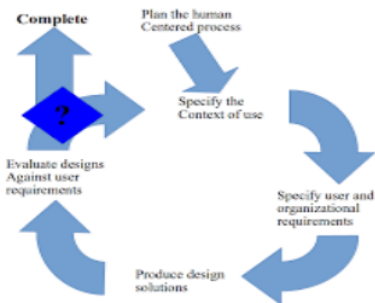 Complete
Plan the human
Centered process
Specify the
Context of use
?
Evaluate designs
Against user
requirements
Specify user and
organizational
requirements
Produce design
solutions